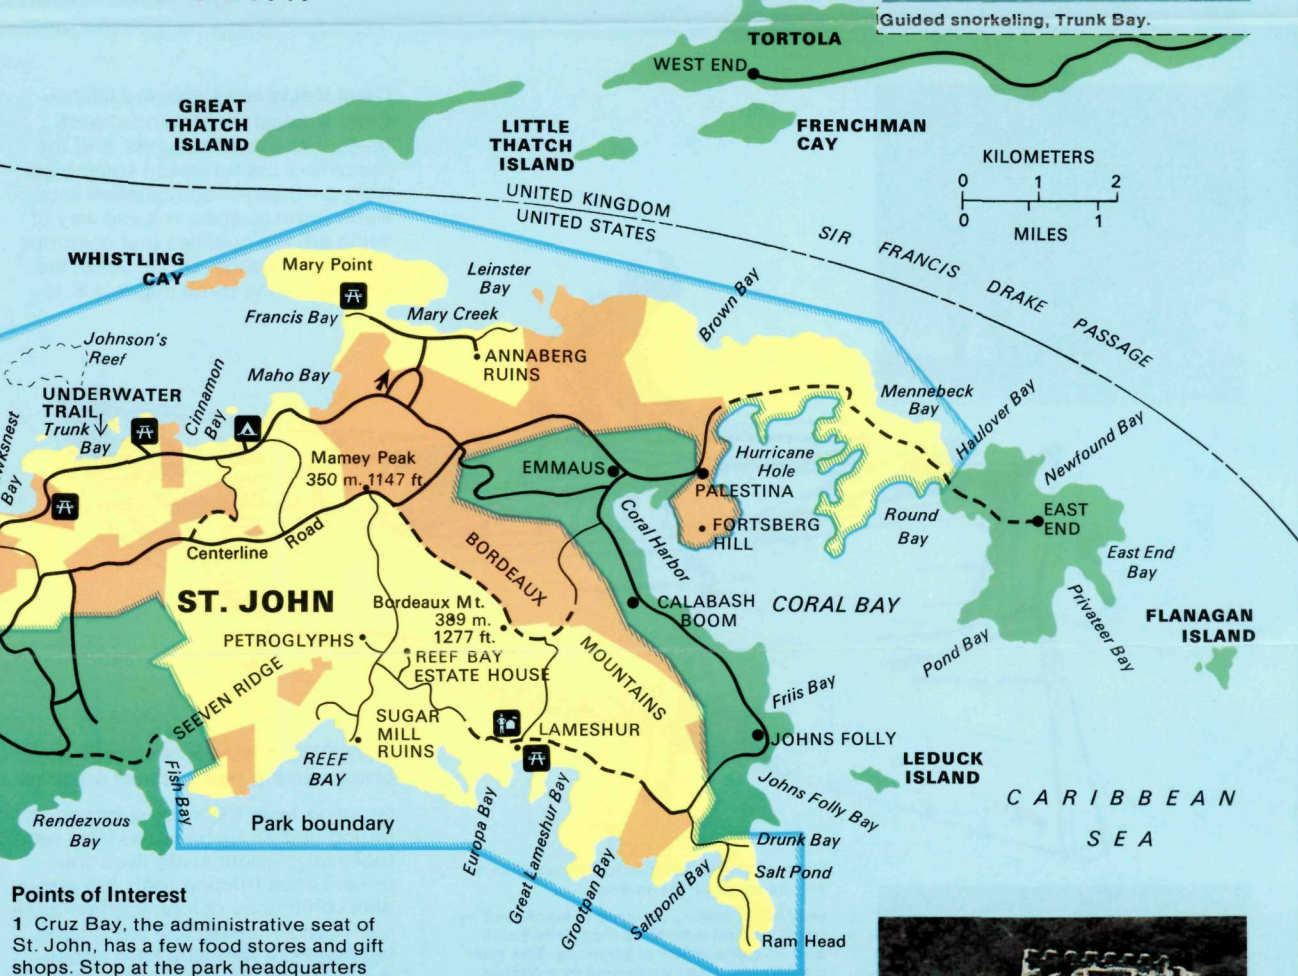 Guided snorkeling, Trunk Bay.
TORTOLA
WEST END
GREAT
THATCH
ISLAND
LITTLE
THATCH
ISLAND
FRENCHMAN
CAY
KILOMETERS
0 1 2
0 1
MILES
UNITED KINGDOM
UNITED STATES
SIR FRANCIS DRAKE PASSAGE
WHISTLING
CAY
Mary Point
Leinster
Bay
Brown Bay
Francis Bay
Mary Creek
Johnson's
Reef
ANNABERG
RUINS
Maho Bay
Cinnamon
Bay
UNDERWATER
TRAIL
Trunk
Bay
Mennebeck
Bay
Haulover Bay
Newfound Bay
Bay
Mamey Peak
350 m. 1147 ft.
EMMAUS
Hurricane
Hole
PALESTINA
FORTSBERG
HILL
Round
Bay
EAST
END
East End
Bay
Centerline Road
Coral Harbor
BORDEAUX
MOUNTAINS
ST. JOHN
Bordeaux Mt.
389 m.
1277 ft.
CALABASH
BOOM
CORAL BAY
Privateer Bay
FLANAGAN
ISLAND
PETROGLYPHS
REEF BAY
ESTATE HOUSE
Pond Bay
SEEVEN RIDGE
Friis Bay
SUGAR
MILL
RUINS
LAMESHUR
JOHNS FOLLY
REEF
BAY
LEDUCK
ISLAND
Fish Bay
Johns Folly Bay
CARIBBEAN
SEA
Rendezvous
Bay
Park boundary
Europa Bay
Great Lameshur Bay
Grootpan Bay
Saltpond Bay
Drunk Bay
Salt Pond
Ram Head
Points of Interest
1 Cruz Bay, the administrative seat of
St. John, has a few food stores and gift
shops. Stop at the park headquarters